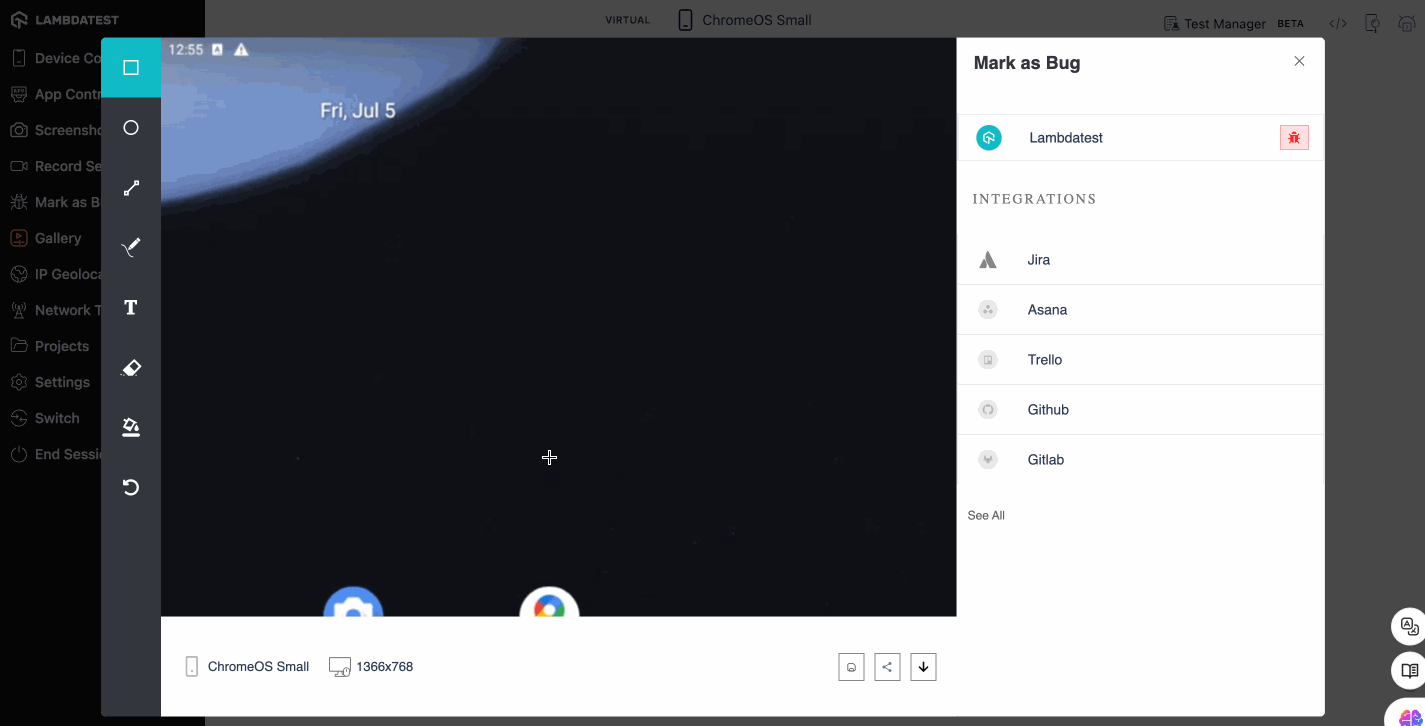 LAMBDATEST
VIRTUAL
ChromeOS Small
Test Manager BETA
Device Co
App Contr
Screensho
Record Se
Mark as B
Gallery
IP Geoloca
Network T
Projects
Settings
Switch
End Sessi
T
12:55 A
Fri, Jul 5
ChromeOS Small
1366x768
Mark as Bug
Lambdatest
INTEGRATIONS
Jira
Asana
Trello
Github
Gitlab
See All